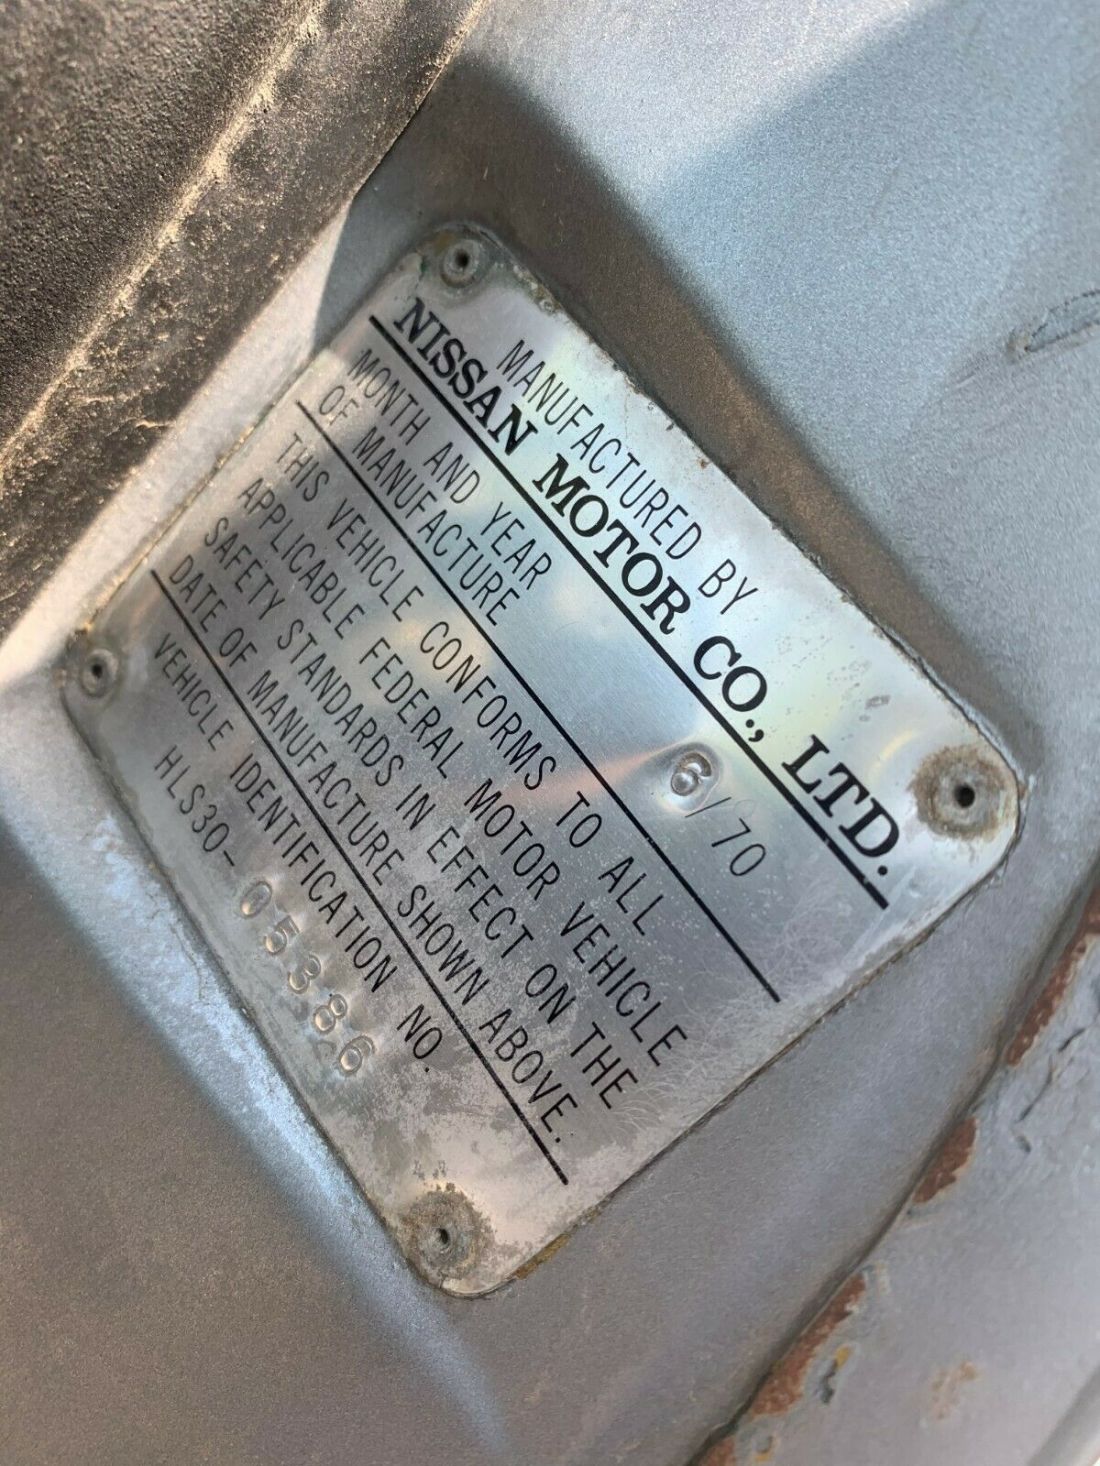 MANUFACTURED BY
NISSAN MOTOR CO., LTD.
MONTH AND YEAR
OF MANUFACTURE 6/70
THIS VEHICLE CONFORMS TO ALL
APPLICABLE FEDERAL MOTOR VEHICLE
SAFETY STANDARDS IN EFFECT ON THE
DATE OF MANUFACTURE SHOWN ABOVE.
VEHICLE IDENTIFICATION NO.
HLS30-05386